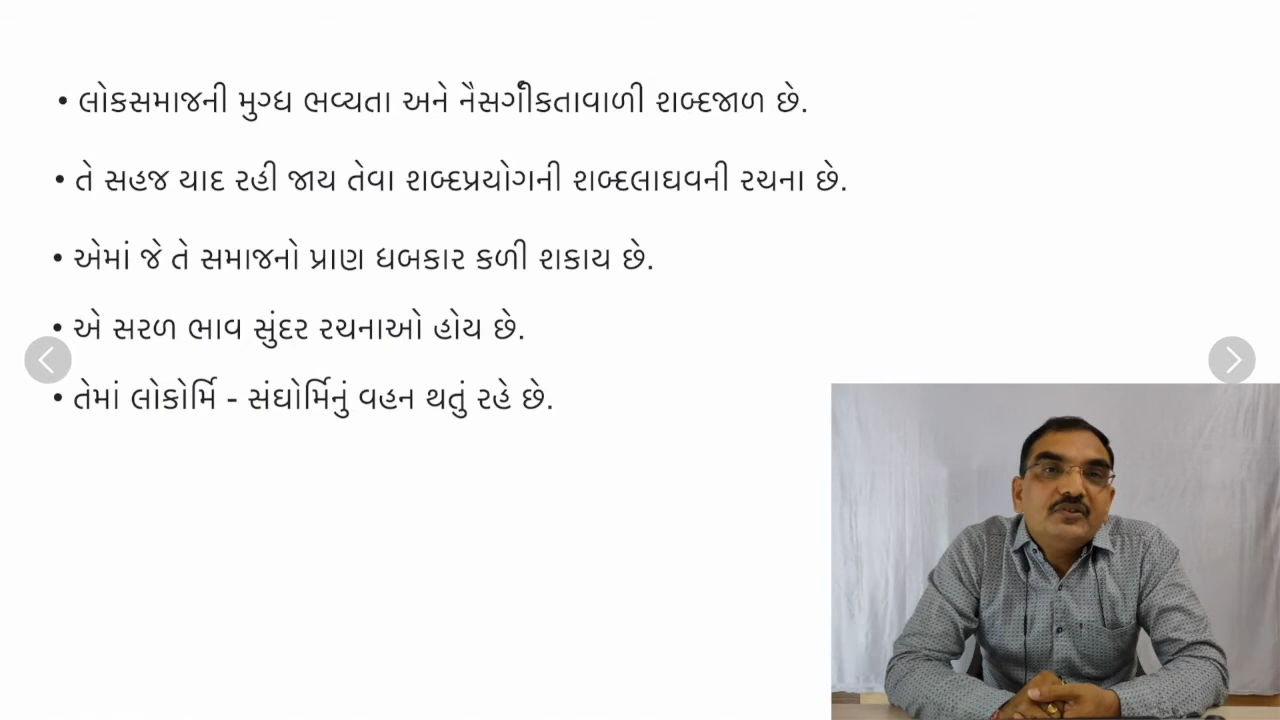 • લોકસમાજની મુગ્ધ ભવ્યતા અને નૈસર્ગીકતાવાળી શબ્દજાળ છે.
• તે સહજ યાદ રહી જાય તેવા શબ્દપ્રયોગની શબ્દલાઘવની રચના છે.
• એમાં જે તે સમાજનો પ્રાણ ધબકાર કળી શકાય છે.
• એ સરળ ભાવ સુંદર રચનાઓ હોય છે.
• તેમાં લોકોર્મિ - સંઘોર્મિનું વહન થતું રહે છે.